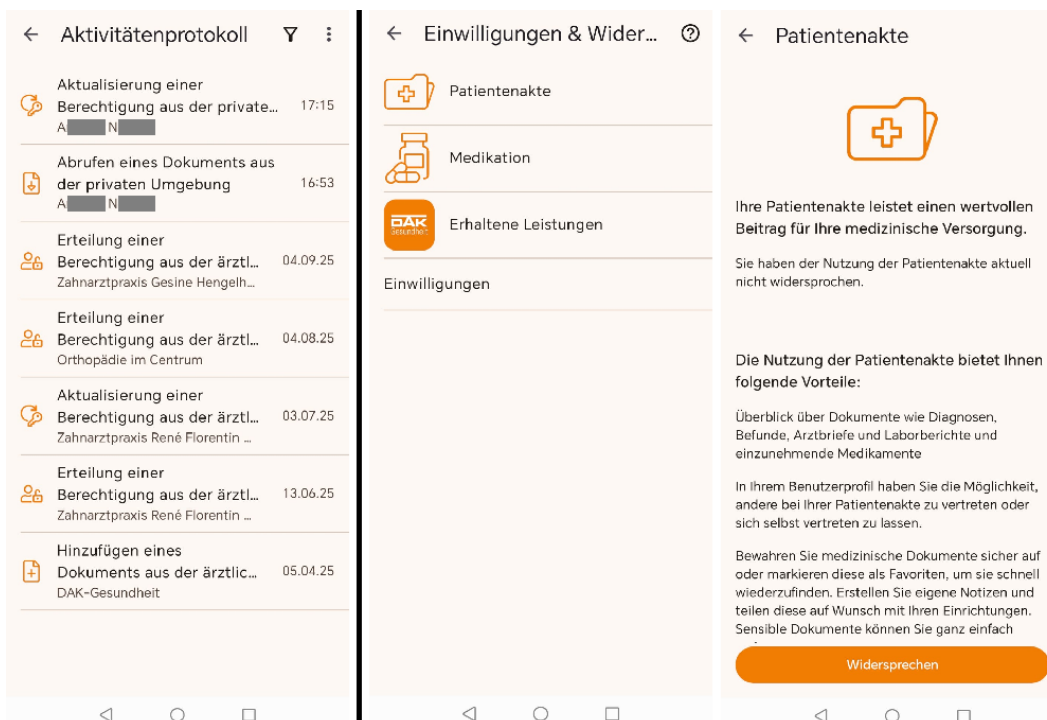 Aktivitätenprotokoll
Aktualisierung einer
Berechtigung aus der private... 17:15
A N
Abrufen eines Dokuments aus
der privaten Umgebung 16:53
A N
Erteilung einer
Berechtigung aus der ärztl... 04.09.25
Zahnarztpraxis Gesine Hengelh...
Erteilung einer
Berechtigung aus der ärztl... 04.08.25
Orthopädie im Centrum
Aktualisierung einer
Berechtigung aus der ärztl... 03.07.25
Zahnarztpraxis René Florentin ...
Erteilung einer
Berechtigung aus der ärztl... 13.06.25
Zahnarztpraxis René Florentin ...
Hinzufügen eines
Dokuments aus der ärztlic... 05.04.25
DAK-Gesundheit
Einwilligungen & Wider...
Patientenakte
Medikation
DAK
Gesundheit
Erhaltene Leistungen
Einwilligungen
Patientenakte
Ihre Patientenakte leistet einen wertvollen
Beitrag für Ihre medizinische Versorgung.
Sie haben der Nutzung der Patientenakte aktuell
nicht widersprochen.
Die Nutzung der Patientenakte bietet Ihnen
folgende Vorteile:
Überblick über Dokumente wie Diagnosen,
Befunde, Arztbriefe und Laborberichte und
einzunehmende Medikamente
In Ihrem Benutzerprofil haben Sie die Möglichkeit,
andere bei Ihrer Patientenakte zu vertreten oder
sich selbst vertreten zu lassen.
Bewahren Sie medizinische Dokumente sicher auf
oder markieren diese als Favoriten, um sie schnell
wiederzufinden. Erstellen Sie eigene Notizen und
teilen diese auf Wunsch mit Ihren Einrichtungen.
Sensible Dokumente können Sie ganz einfach
Widersprechen